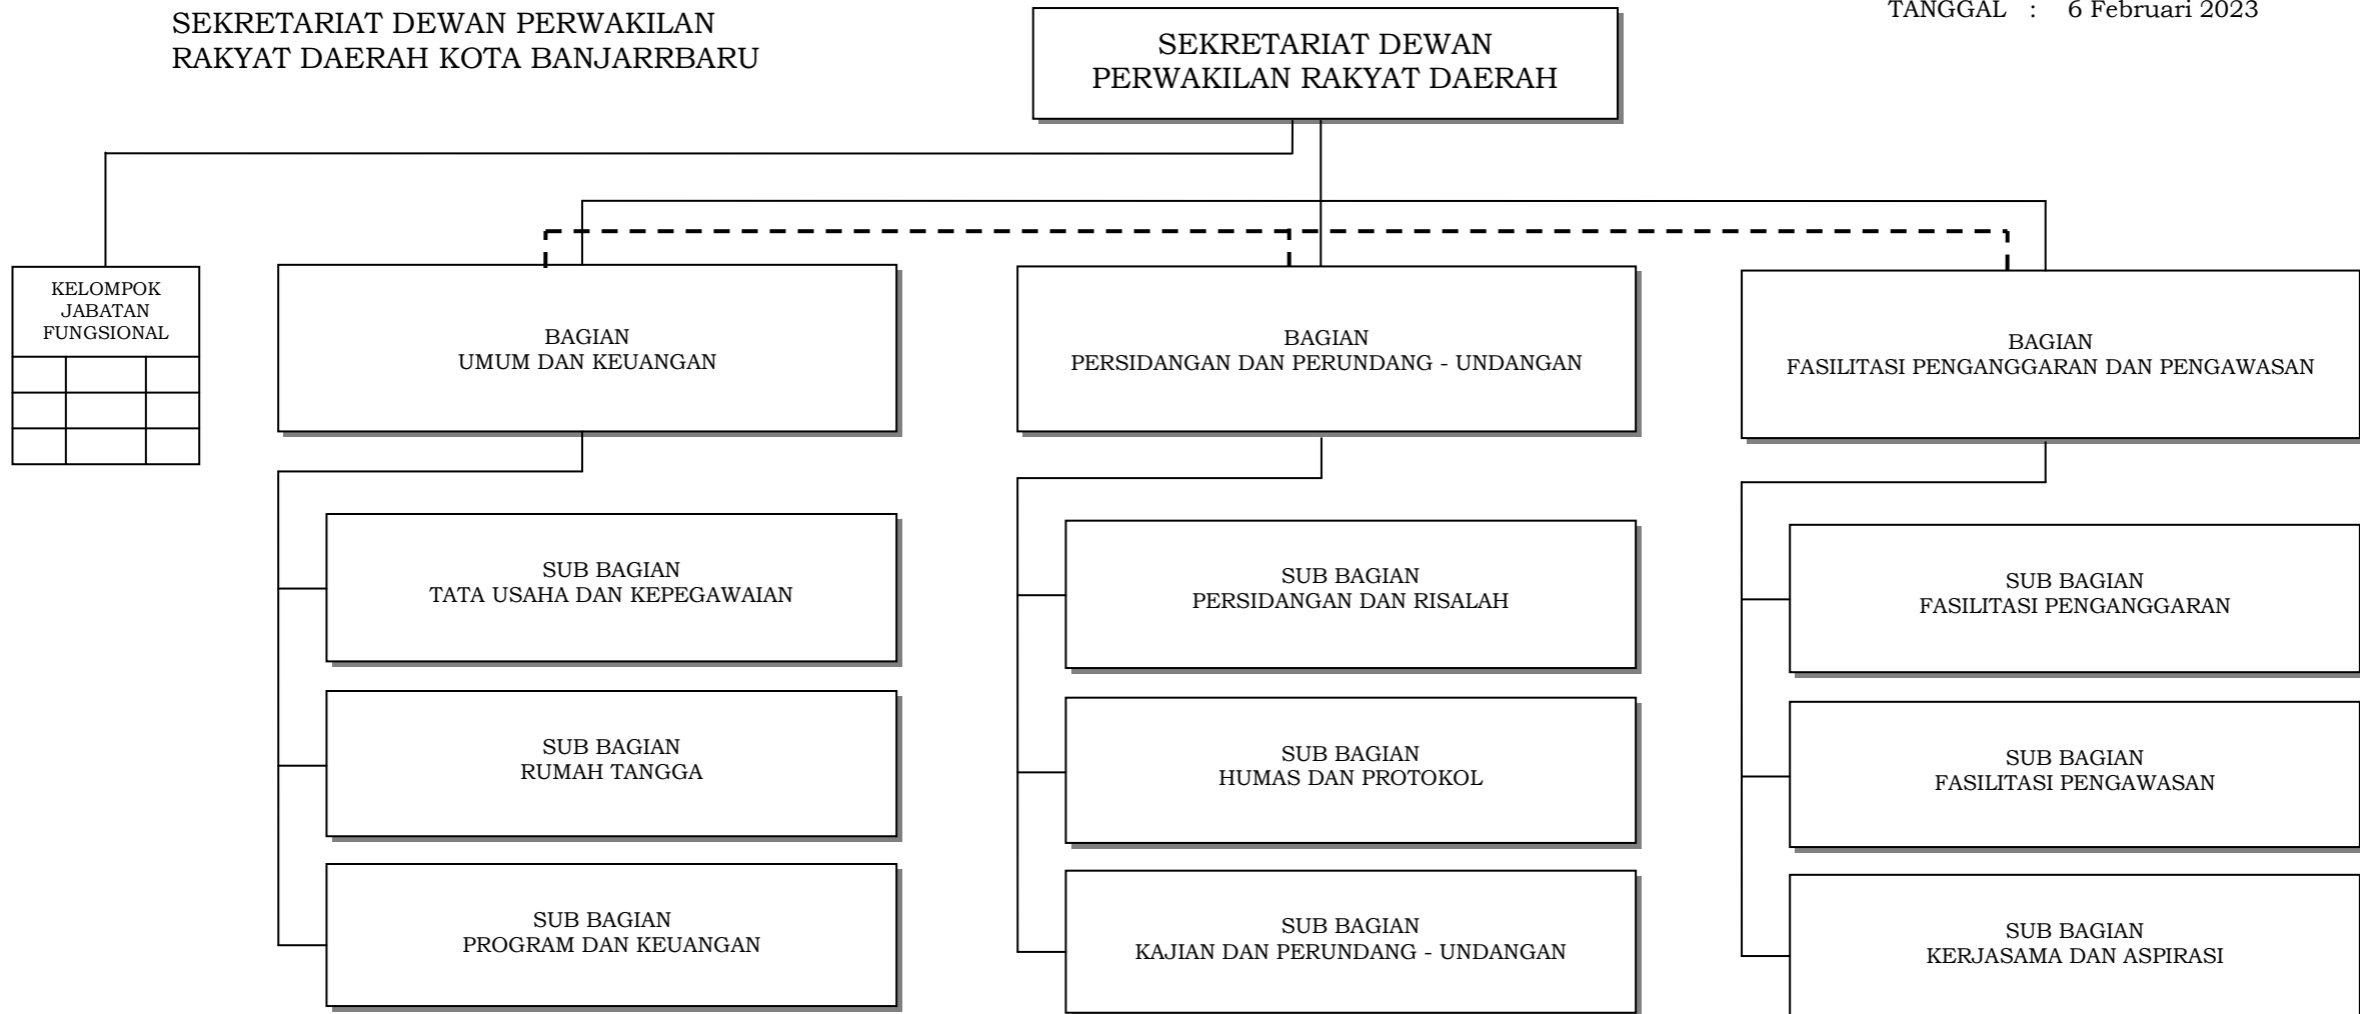 SEKRETARIAT DEWAN PERWAKILAN
RAKYAT DAERAH KOTA BANJARRBARU
TANGGAL : 6 Februari 2023
SEKRETARIAT DEWAN
PERWAKILAN RAKYAT DAERAH
KELOMPOK
JABATAN
FUNGSIONAL
BAGIAN
UMUM DAN KEUANGAN
BAGIAN
PERSIDANGAN DAN PERUNDANG - UNDANGAN
BAGIAN
FASILITASI PENGANGGARAN DAN PENGAWASAN
SUB BAGIAN
TATA USAHA DAN KEPEGAWAIAN
SUB BAGIAN
PERSIDANGAN DAN RISALAH
SUB BAGIAN
FASILITASI PENGANGGARAN
SUB BAGIAN
RUMAH TANGGA
SUB BAGIAN
HUMAS DAN PROTOKOL
SUB BAGIAN
FASILITASI PENGAWASAN
SUB BAGIAN
PROGRAM DAN KEUANGAN
SUB BAGIAN
KAJIAN DAN PERUNDANG - UNDANGAN
SUB BAGIAN
KERJASAMA DAN ASPIRASI